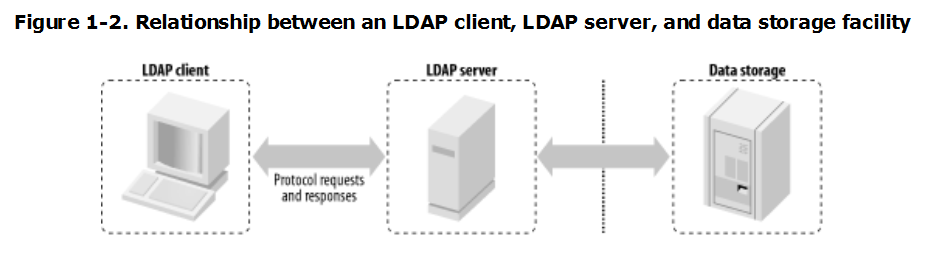 Figure 1-2. Relationship between an LDAP client, LDAP server, and data storage facility
LDAP client
LDAP server
Data storage
Protocol requests
and responses